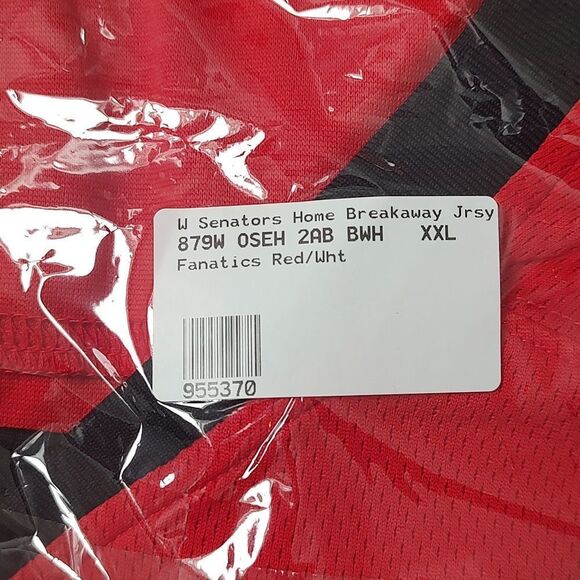 W Senators Home Breakaway Jrsy
879W OSEH 2AB BWH XXL
Fanatics Red/Wht
955370